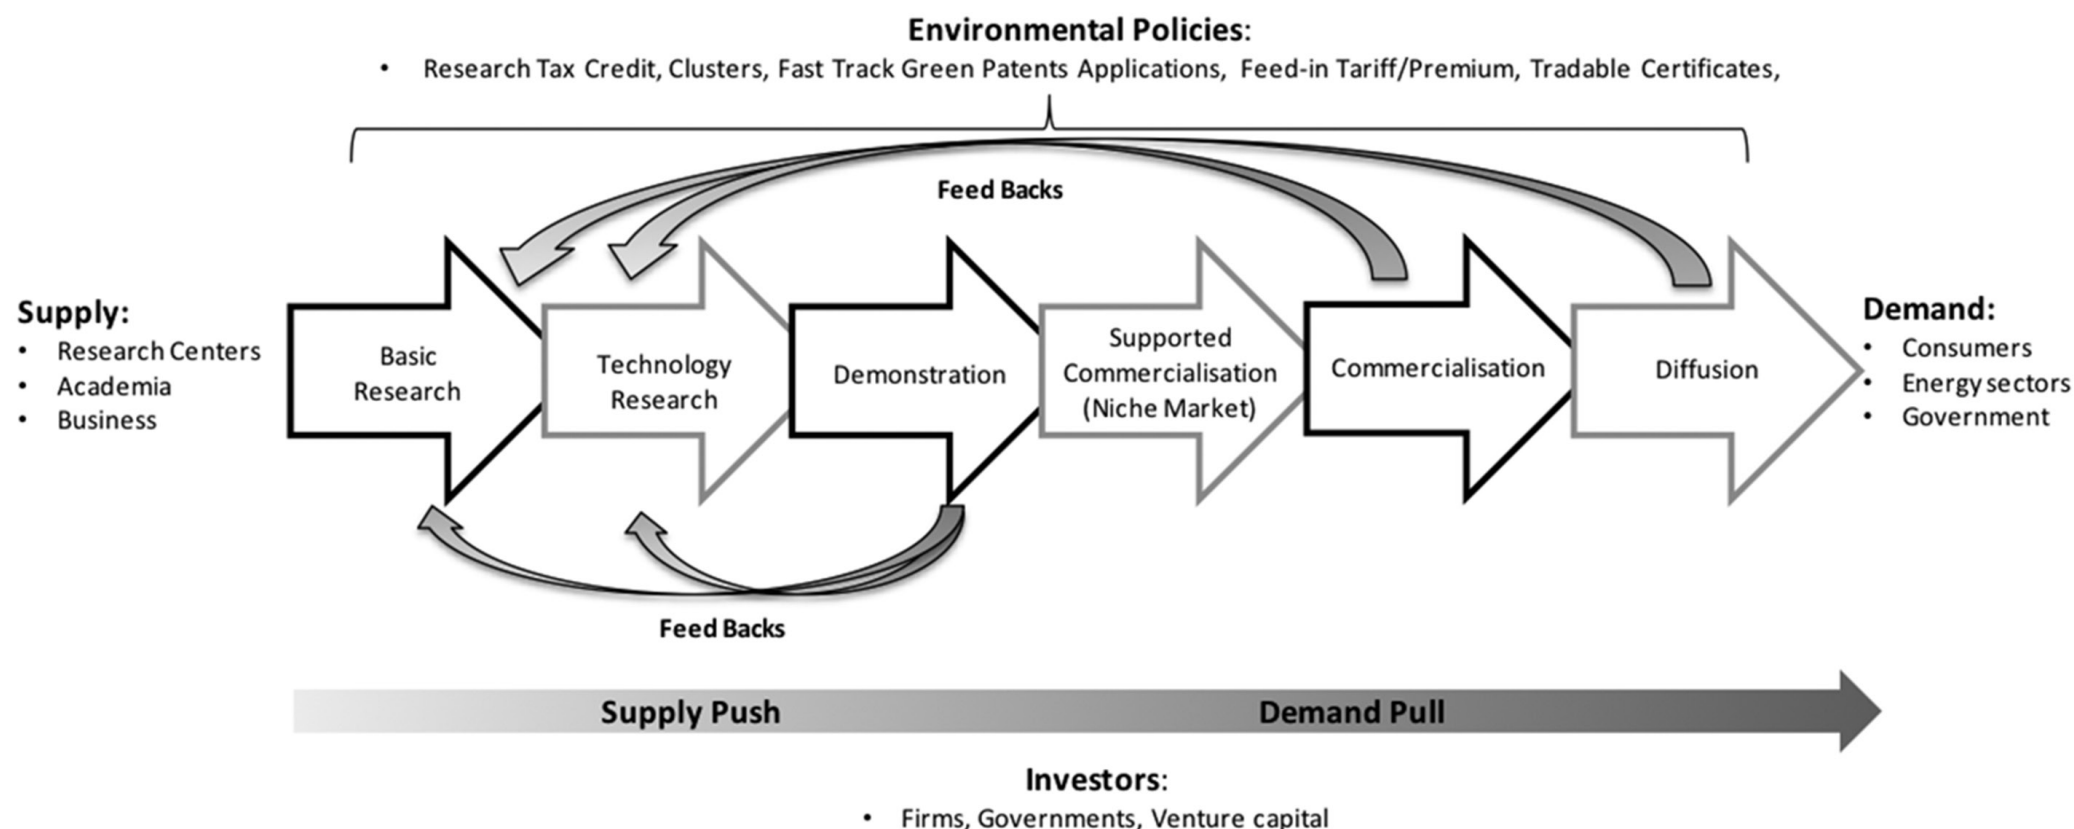 Environmental Policies:
• Research Tax Credit, Clusters, Fast Track Green Patents Applications, Feed-in Tariff/Premium, Tradable Certificates,
Feed Backs
Supply:
• Research Centers
• Academia
• Business
Basic
Research
Technology
Research
Demonstration
Supported
Commercialisation
(Niche Market)
Commercialisation
Diffusion
Demand:
• Consumers
• Energy sectors
• Government
Feed Backs
Supply Push
Demand Pull
Investors:
• Firms, Governments, Venture capital